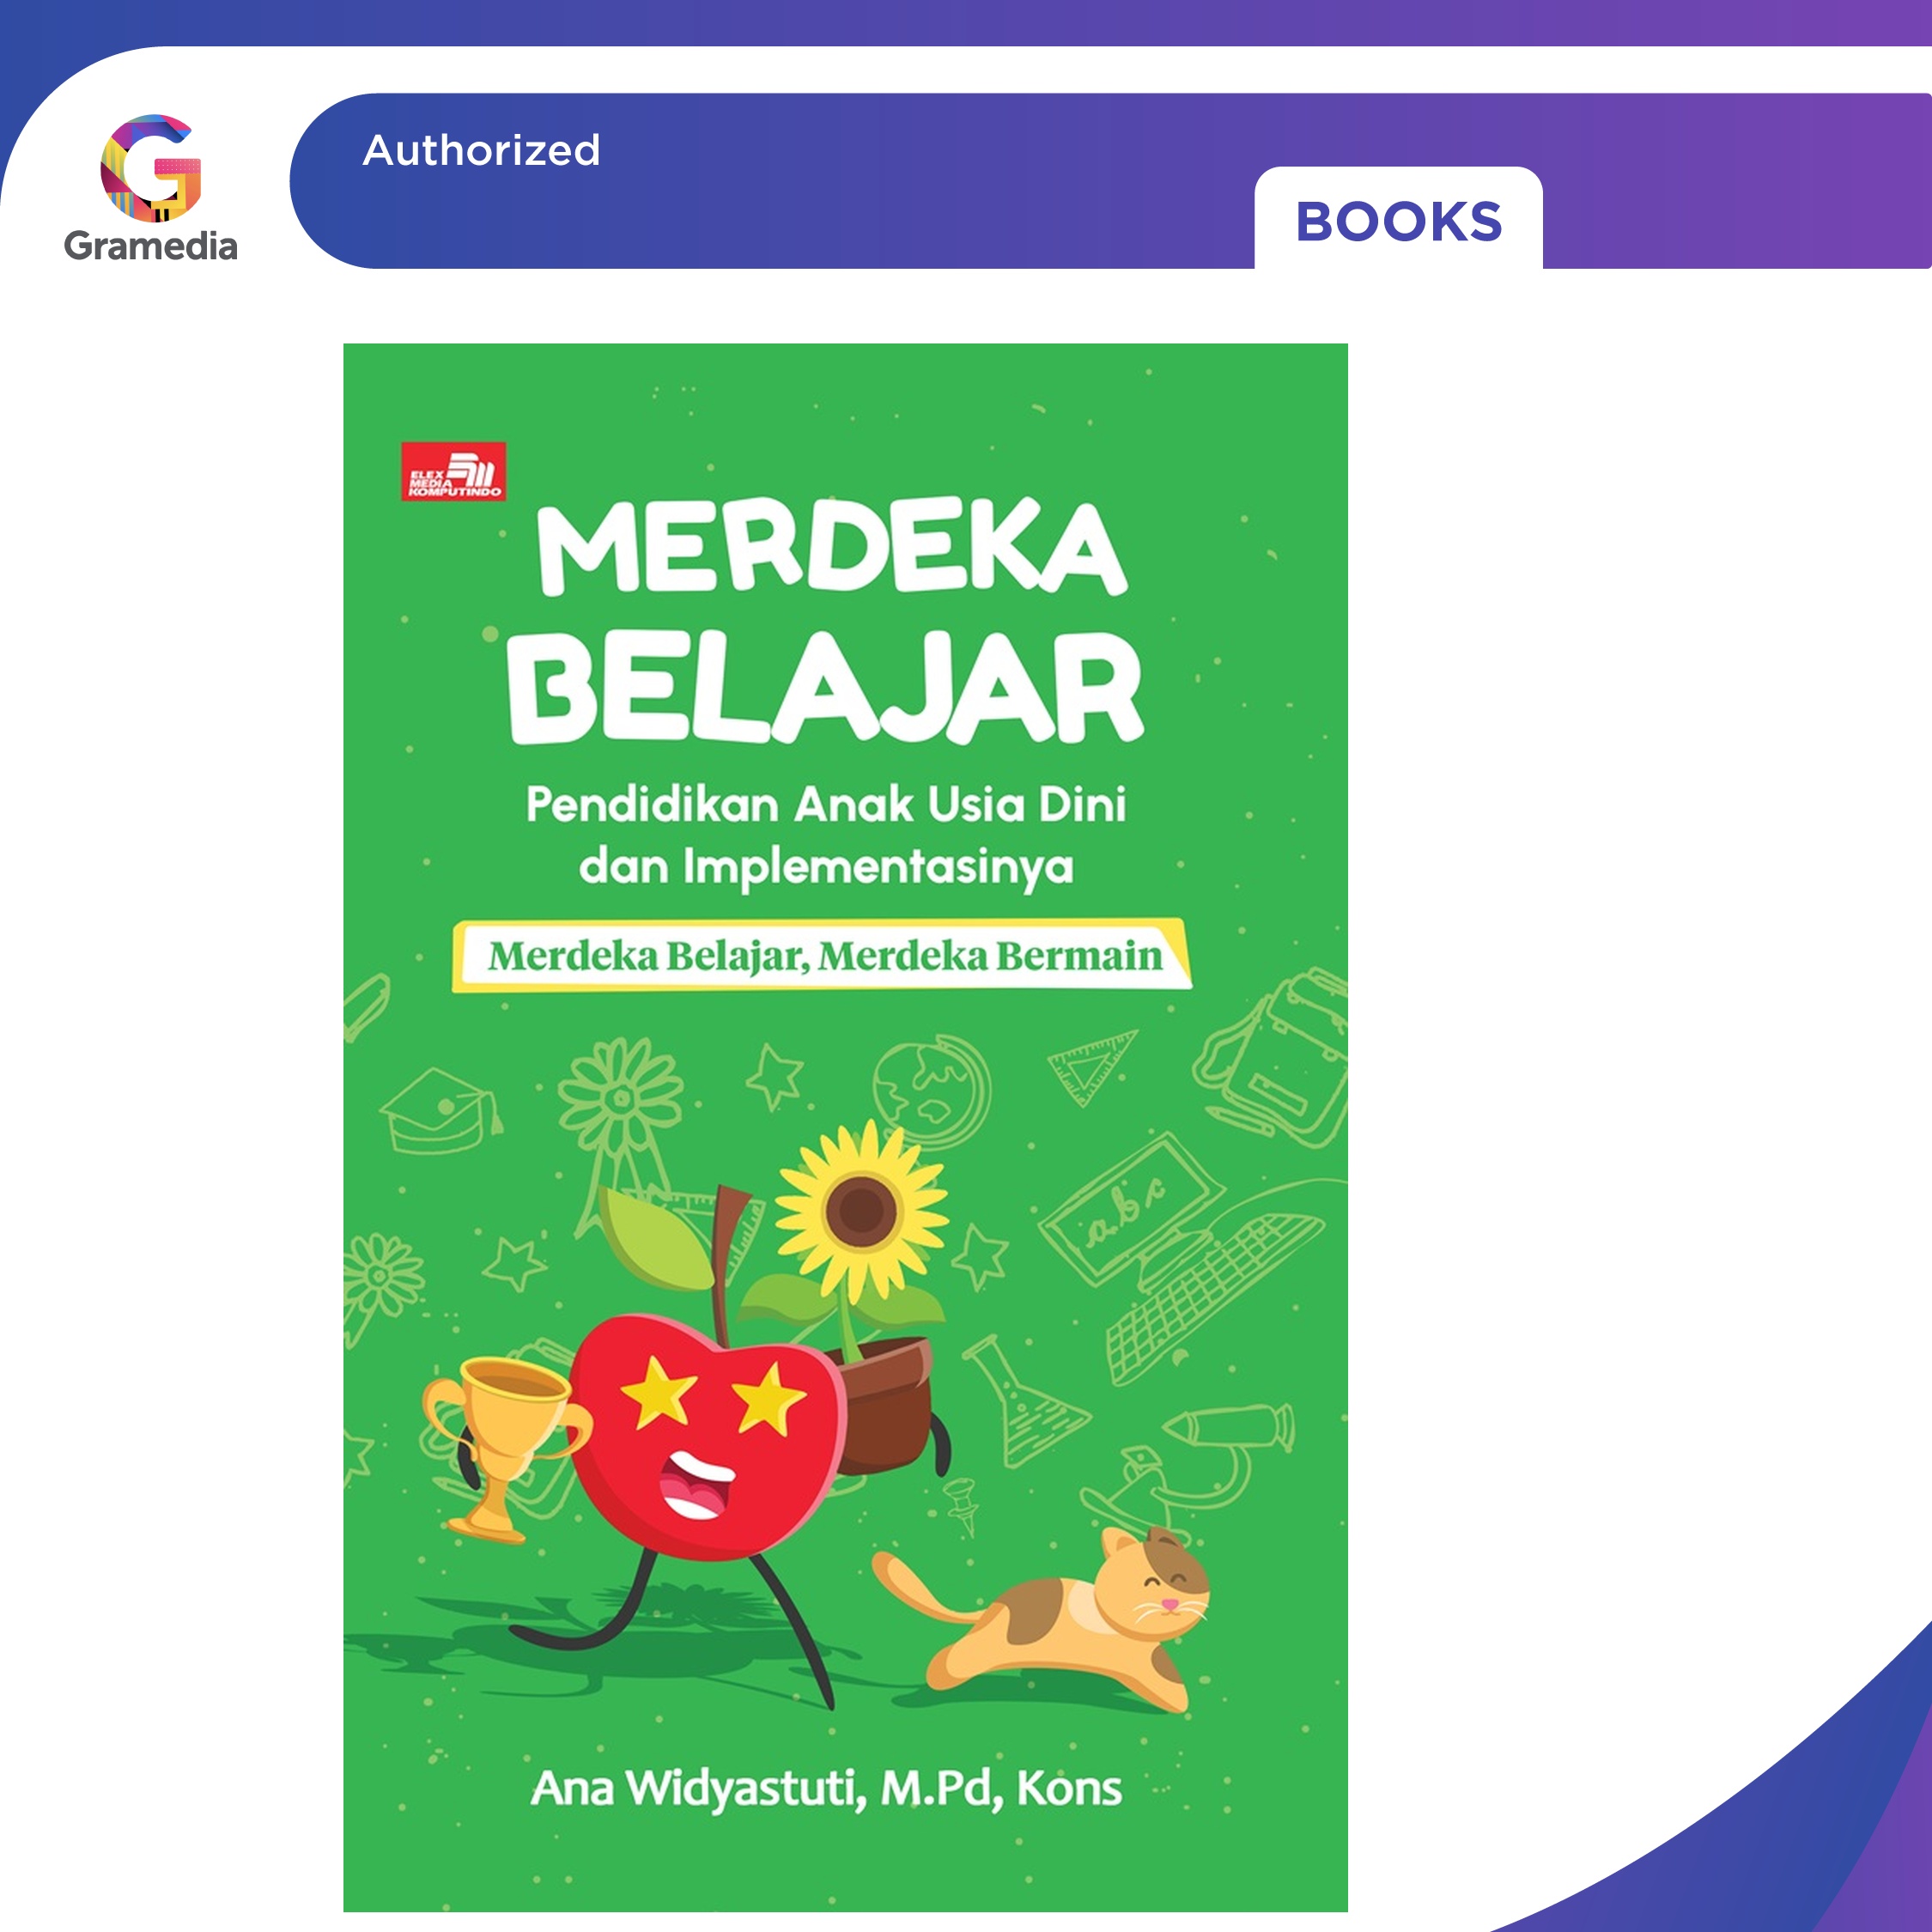 Gramedia
Authorized
BOOKS
ELEX
MEDIA
KOMPUTINDO
MERDEKA
BELAJAR
Pendidikan Anak Usia Dini
dan Implementasinya
Merdeka Belajar, Merdeka Bermain
abc
Ana Widyastuti, M.Pd, Kons